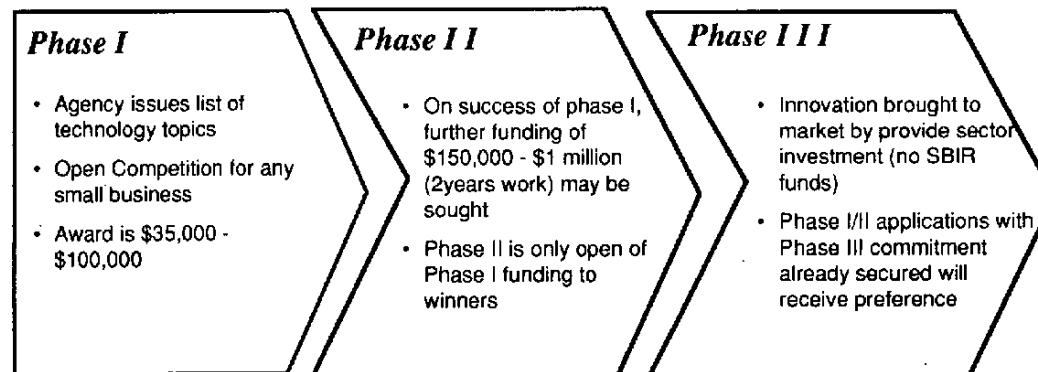 Phase I
• Agency issues list of
technology topics
• Open Competition for any
small business
• Award is $35,000 -
$100,000
Phase I I
• On success of phase I,
further funding of
$150,000 - $1 million
(2years work) may be
sought
• Phase II is only open of
Phase I funding to
winners
Phase I I I
• Innovation brought to
market by provide sector
investment (no SBIR
funds)
• Phase I/II applications with
Phase III commitment
already secured will
receive preference